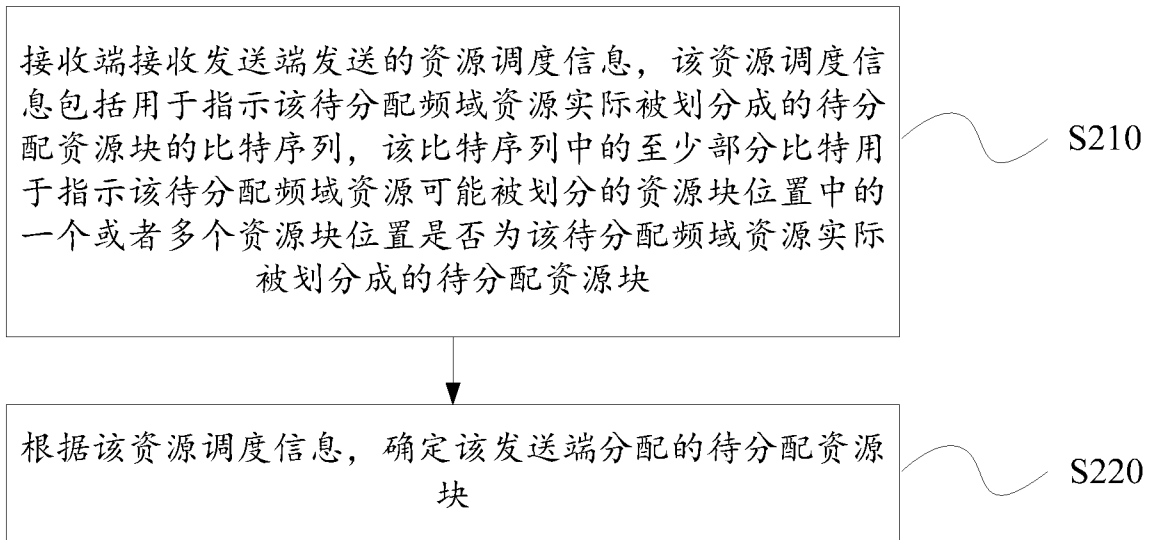 接收端接收发送端发送的资源调度信息，该资源调度信
息包括用于指示该待分配频域资源实际被划分成的待分
配资源块的比特序列，该比特序列中的至少部分比特用
于指示该待分配频域资源可能被划分的资源块位置中的
一个或者多个资源块位置是否为该待分配频域资源实际
被划分成的待分配资源块
S210
根据该资源调度信息，确定该发送端分配的待分配资源
块
S220